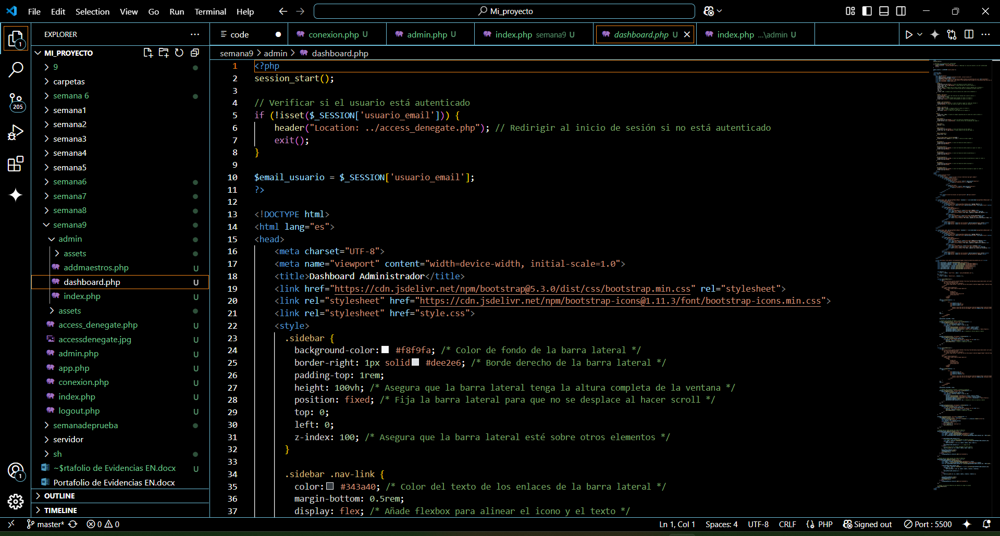 File Edit Selection View Go Run Terminal Help
Mi_proyecto
EXPLORER
code
conexion.php U
admin.php U
index.php semana9 U
dashboard.php U
index.php ...\admin U
MI_PROYECTO
9
carpetas
semana 6
semana1
semana2
semana3
semana4
semana5
semana6
semana7
semana8
semana9
admin
assets
addmaestros.php U
dashboard.php U
index.php U
assets
access_denegate.php U
accessdenegate.jpg U
admin.php U
app.php U
conexion.php U
index.php U
logout.php U
semanadeprueba
servidor
sh
~$rtafolio de Evidencias EN.docx U
Portafolio de Evidencias EN.docx
OUTLINE
TIMELINE
1
205
1
semana9 > admin > dashboard.php
1 <?php
2 session_start();
3
4 // Verificar si el usuario está autenticado
5 if (!isset($_SESSION['usuario_email'])) {
6 header("Location: ../access_denegate.php"); // Redirigir al inicio de sesión si no está autenticado
7 exit();
8 }
9
10 $email_usuario = $_SESSION['usuario_email'];
11 ?>
12
13 <!DOCTYPE html>
14 <html lang="es">
15 <head>
16 <meta charset="UTF-8">
17 <meta name="viewport" content="width=device-width, initial-scale=1.0">
18 <title>Dashboard Administrador</title>
19 <link href="https://cdn.jsdelivr.net/npm/bootstrap@5.3.0/dist/css/bootstrap.min.css" rel="stylesheet">
20 <link rel="stylesheet" href="https://cdn.jsdelivr.net/npm/bootstrap-icons@1.11.3/font/bootstrap-icons.min.css">
21 <link rel="stylesheet" href="style.css">
22 <style>
23 .sidebar {
24 background-color: #f8f9fa; /* Color de fondo de la barra lateral */
25 border-right: 1px solid #dee2e6; /* Borde derecho de la barra lateral */
26 padding-top: 1rem;
27 height: 100vh; /* Asegura que la barra lateral tenga la altura completa de la ventana */
28 position: fixed; /* Fija la barra lateral para que no se desplace al hacer scroll */
29 top: 0;
30 left: 0;
31 z-index: 100; /* Asegura que la barra lateral esté sobre otros elementos */
32 }
33
34 .sidebar .nav-link {
35 color: #343a40; /* Color del texto de los enlaces de la barra lateral */
36 margin-bottom: 0.5rem;
37 display: flex; /* Añade flexbox para alinear el icono y el texto */
master* 0 0
Ln 1, Col 1 Spaces: 4 UTF-8 CRLF PHP Signed out Port : 5500